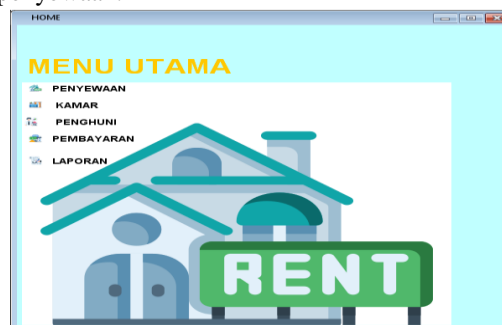 HOME
MENU UTAMA
PENYEWAAN
KAMAR
PENGHUNI
PEMBAYARAN
LAPORAN
RENT